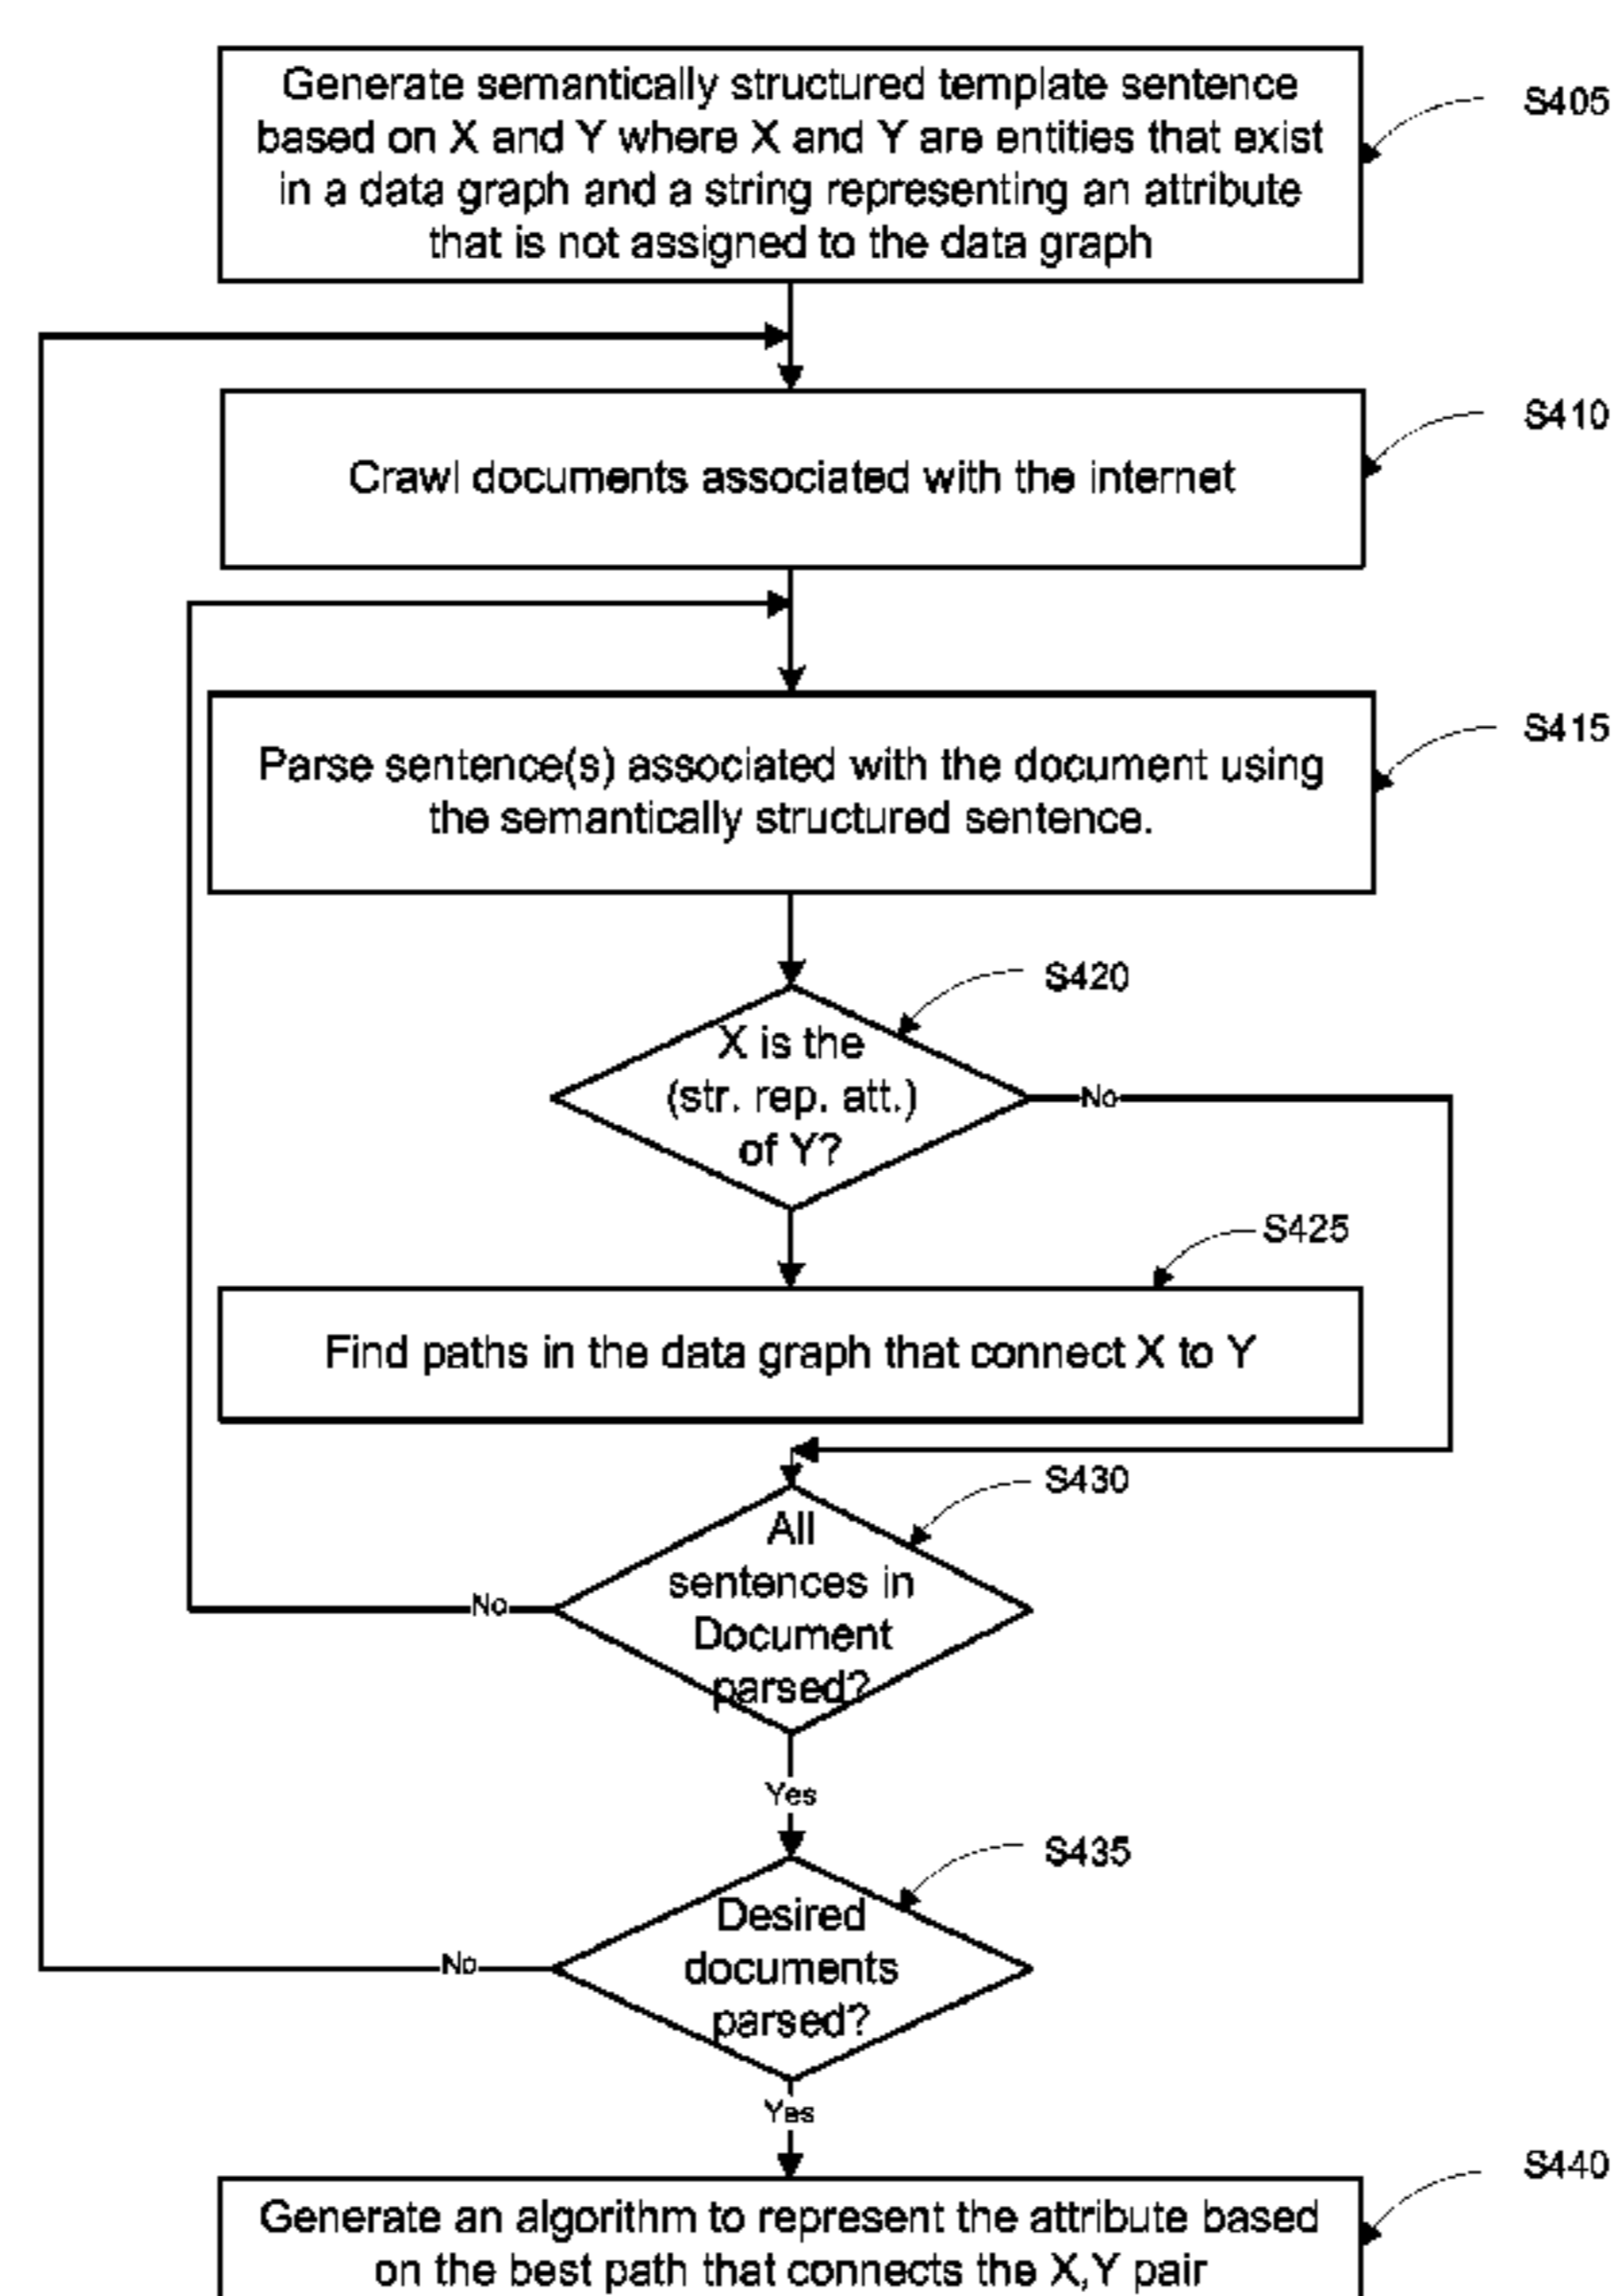 Generate semantically structured template sentence
based on X and Y where X and Y are entities that exist
in a data graph and a string representing an attribute
that is not assigned to the data graph
S405
Crawl documents associated with the internet
S410
Parse sentence(s) associated with the document using
the semantically structured sentence.
S415
X is the
(str. rep. att.)
of Y?
S420
No
Find paths in the data graph that connect X to Y
S425
All
sentences in
Document
parsed?
S430
No
Yes
Desired
documents
parsed?
S435
No
Yes
Generate an algorithm to represent the attribute based
on the best path that connects the X,Y pair
S440